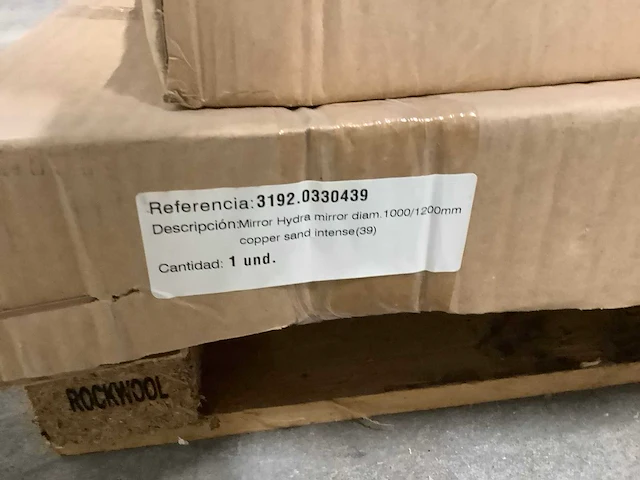 Referencia:3192.0330439
Descripción:Mirror Hydra mirror diam.1000/1200mm
copper sand intense(39)
Cantidad: 1 und.
ROCKWOOL